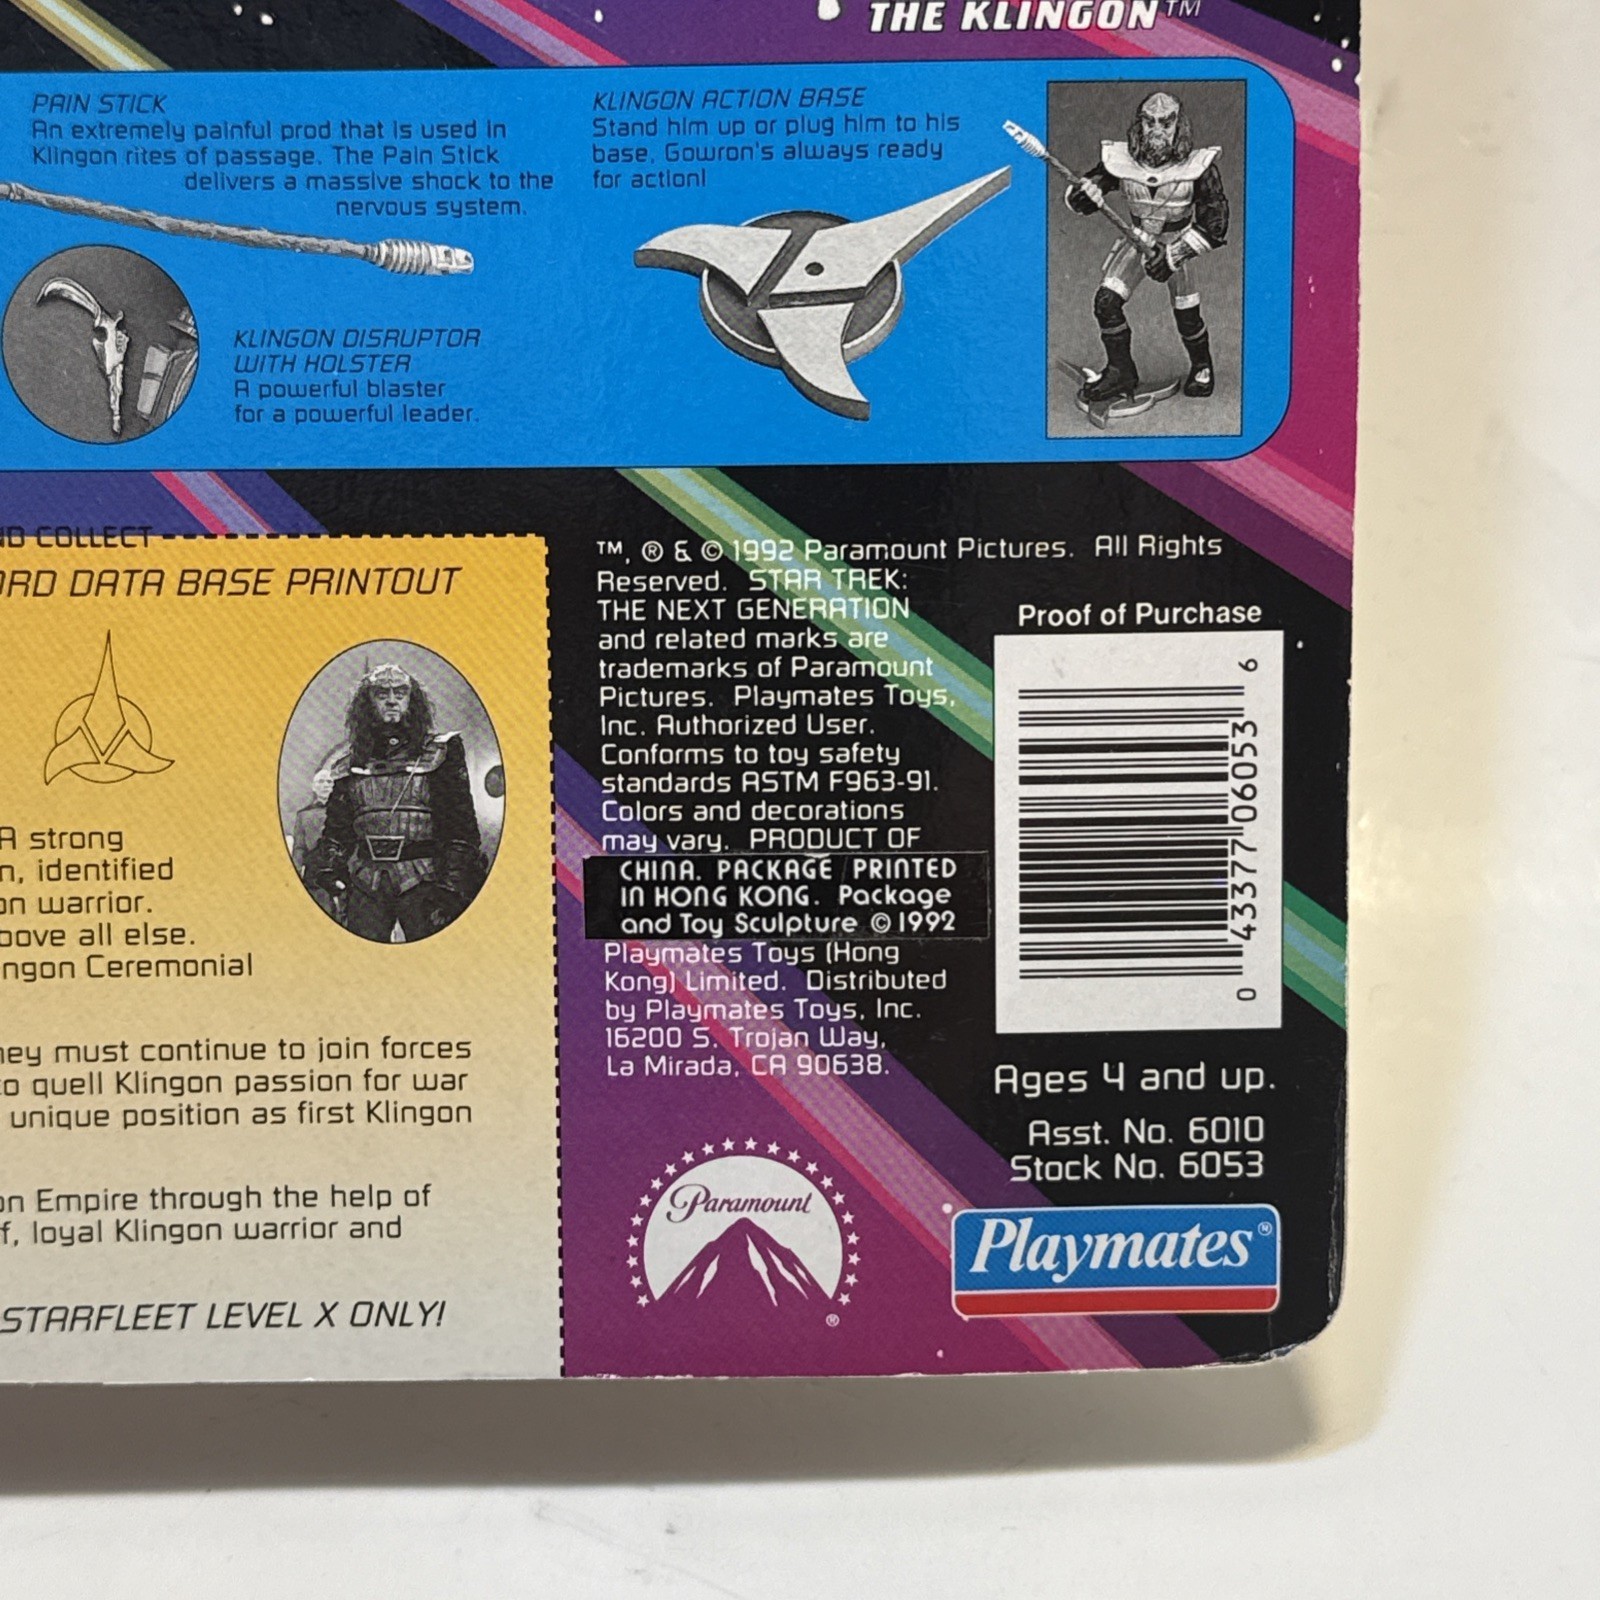 THE KLINGON™
PAIN STICK
An extremely painful prod that is used in
Klingon rites of passage. The Pain Stick
delivers a massive shock to the
nervous system.
KLINGON DISRUPTOR
WITH HOLSTER
A powerful blaster
for a powerful leader.
KLINGON ACTION BASE
Stand him up or plug him to his
base, Gowron's always ready
for action!
ND COLLECT
ORD DATA BASE PRINTOUT
A strong
n, identified
on warrior.
bove all else.
ngon Ceremonial
hey must continue to join forces
to quell Klingon passion for war
unique position as first Klingon
on Empire through the help of
f, loyal Klingon warrior and
STARFLEET LEVEL X ONLY!
™, ® & © 1992 Paramount Pictures. All Rights
Reserved. STAR TREK:
THE NEXT GENERATION
and related marks are
trademarks of Paramount
Pictures. Playmates Toys,
Inc. Authorized User.
Conforms to toy safety
standards ASTM F963-91.
Colors and decorations
may vary. PRODUCT OF
CHINA. PACKAGE PRINTED
IN HONG KONG. Package
and Toy Sculpture © 1992
Playmates Toys (Hong
Kong) Limited. Distributed
by Playmates Toys, Inc.
16200 S. Trojan Way,
La Mirada, CA 90638.
Paramount
®
Proof of Purchase
0 43377 06053 6
Ages 4 and up.
Asst. No. 6010
Stock No. 6053
Playmates®